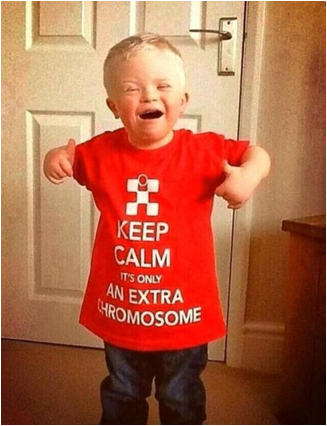 KEEP
CALM
IT'S ONLY
AN EXTRA
CHROMOSOME